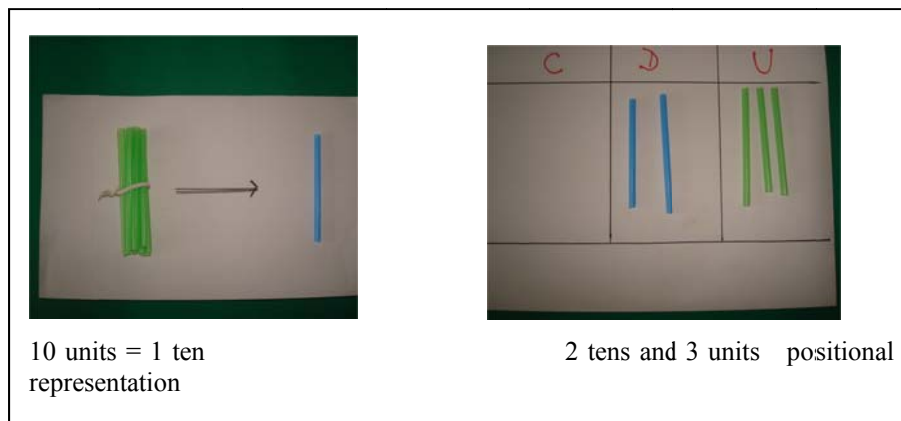 C D U
10 units = 1 ten 2 tens and 3 units positional
representation